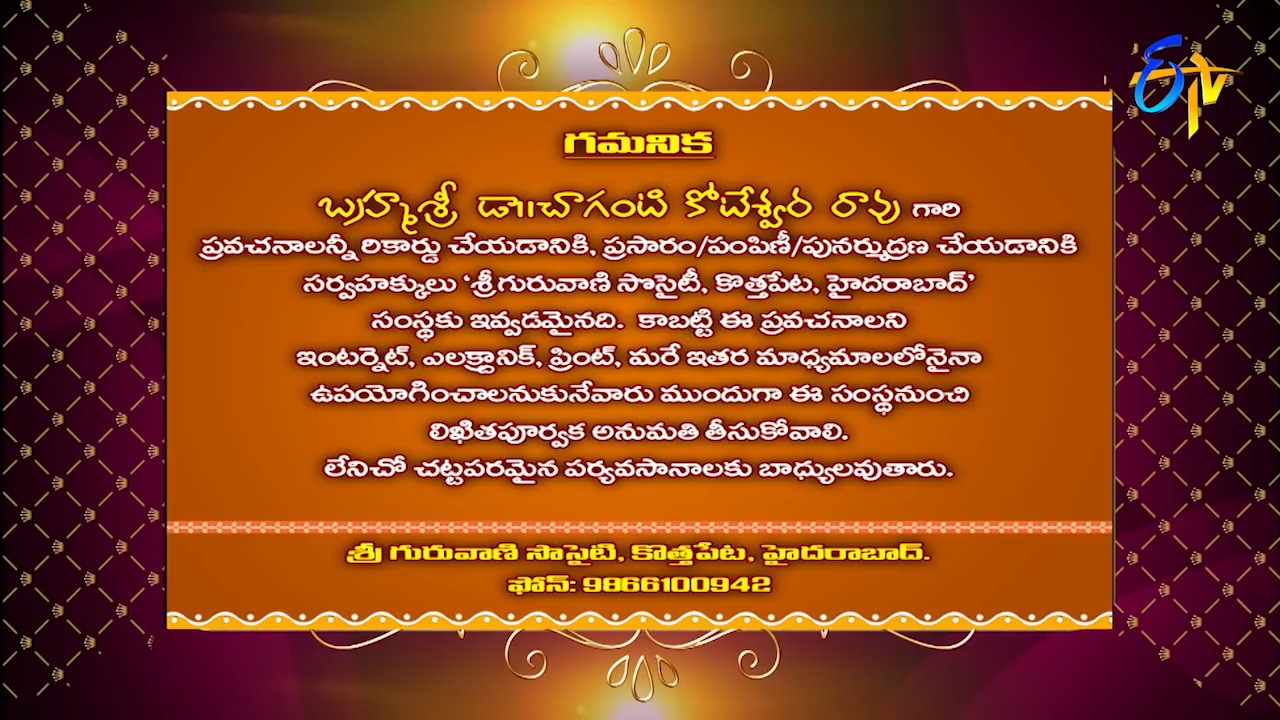 ETV
గమనిక
బ్రహ్మశ్రీ డా॥చాగంటి కోటేశ్వర రావు గారి
ప్రవచనాలన్నీ రికార్డు చేయడానికి, ప్రసారం/పంపిణీ/పునర్ముద్రణ చేయడానికి
సర్వహక్కులు ‘శ్రీగురువాణి సొసైటీ, కొత్తపేట, హైదరాబాద్’
సంస్థకు ఇవ్వడమైనది. కాబట్టి ఈ ప్రవచనాలని
ఇంటర్నెట్, ఎలక్ట్రానిక్, ప్రింట్, మరే ఇతర మాధ్యమాలలోనైనా
ఉపయోగించాలనుకునేవారు ముందుగా ఈ సంస్థనుంచి
లిఖితపూర్వక అనుమతి తీసుకోవాలి.
లేనిచో చట్టపరమైన పర్యవసానాలకు బాధ్యులవుతారు.
శ్రీ గురువాణి సొసైటి, కొత్తపేట, హైదరాబాద్.
ఫోన్: 9866100942